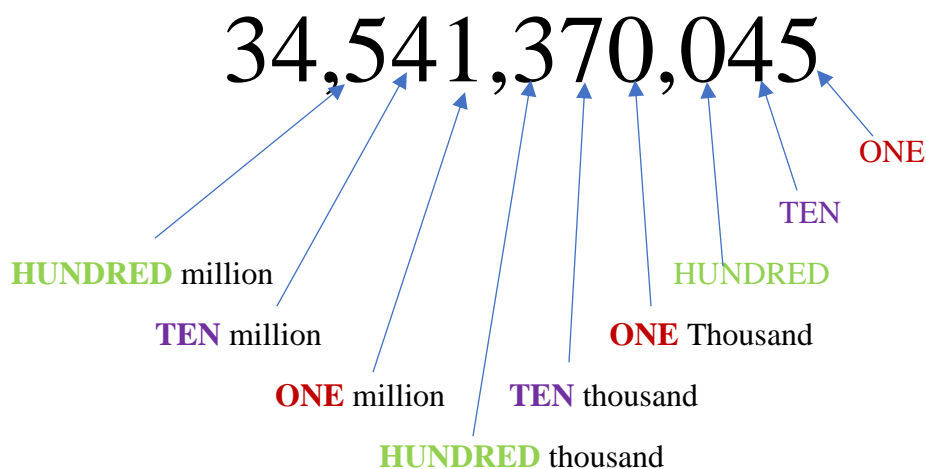 34,541,370,045
ONE
TEN
HUNDRED million
HUNDRED
TEN million
ONE Thousand
ONE million
TEN thousand
HUNDRED thousand